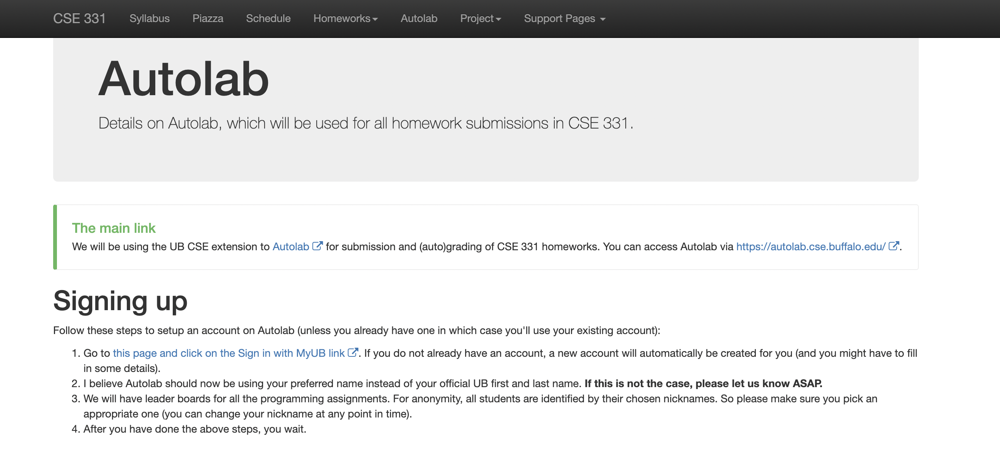 CSE 331 Syllabus Piazza Schedule Homeworks Autolab Project Support Pages
Autolab
Details on Autolab, which will be used for all homework submissions in CSE 331.
The main link
We will be using the UB CSE extension to Autolab for submission and (auto)grading of CSE 331 homeworks. You can access Autolab via https://autolab.cse.buffalo.edu/ .
Signing up
Follow these steps to setup an account on Autolab (unless you already have one in which case you'll use your existing account):
1. Go to this page and click on the Sign in with MyUB link . If you do not already have an account, a new account will automatically be created for you (and you might have to fill
in some details).
2. I believe Autolab should now be using your preferred name instead of your official UB first and last name. If this is not the case, please let us know ASAP.
3. We will have leader boards for all the programming assignments. For anonymity, all students are identified by their chosen nicknames. So please make sure you pick an
appropriate one (you can change your nickname at any point in time).
4. After you have done the above steps, you wait.